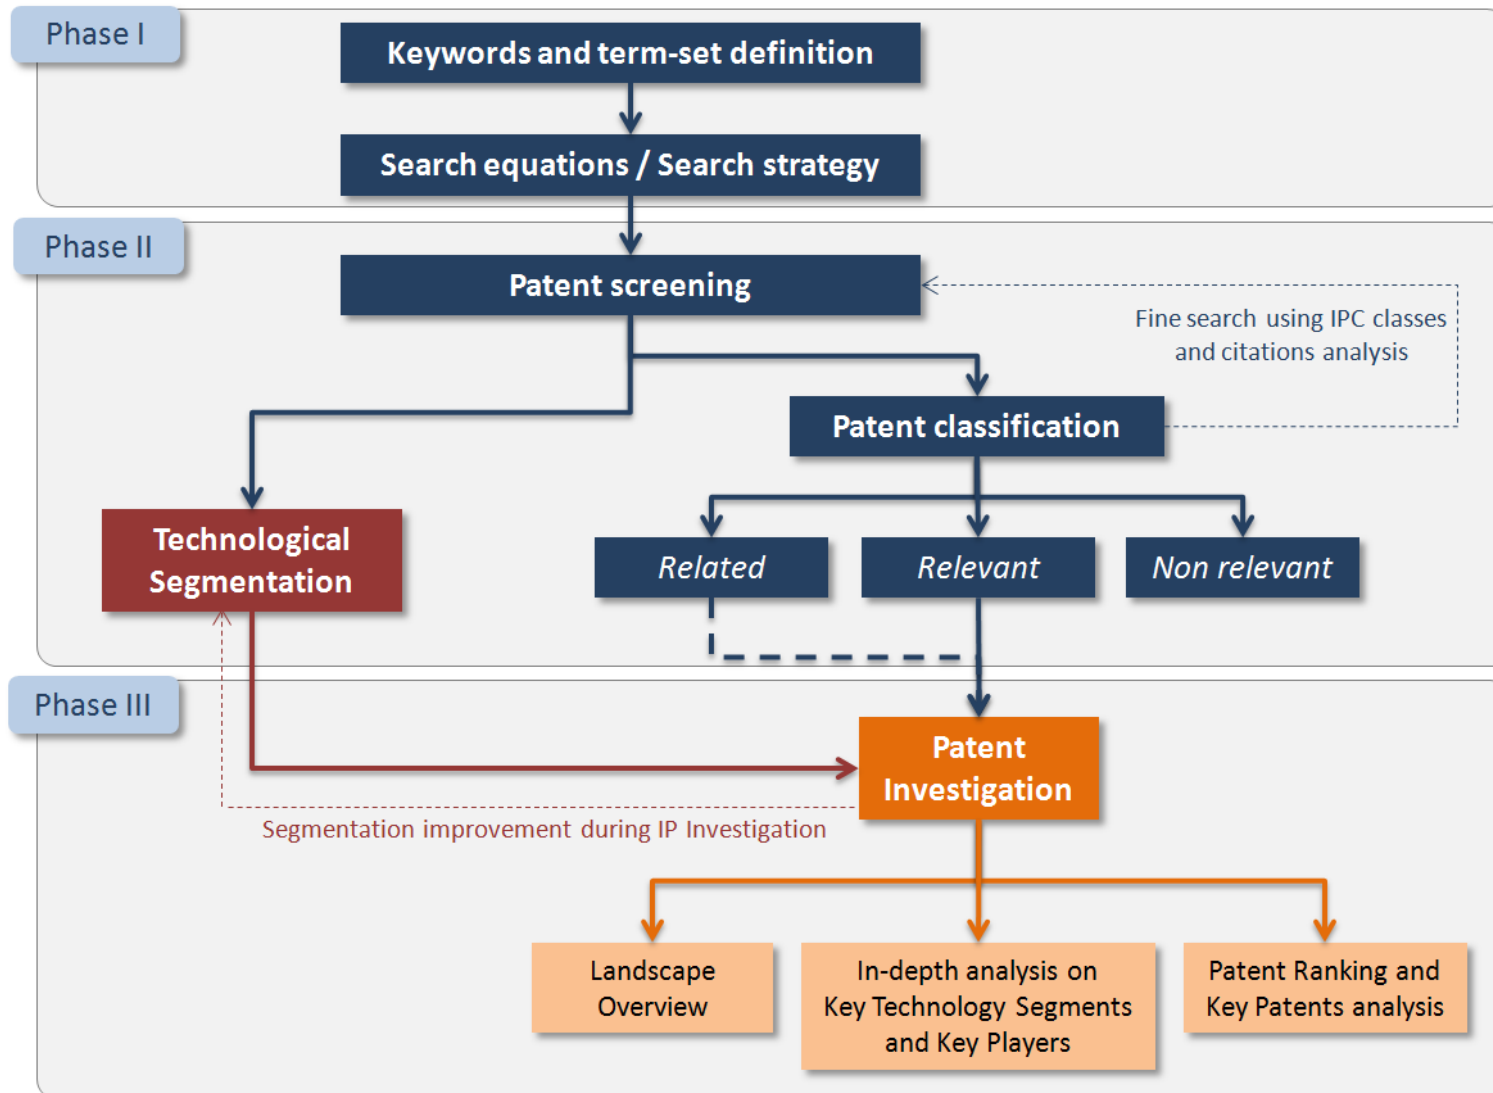 Phase I
Keywords and term-set definition
Search equations / Search strategy
Phase II
Patent screening
Fine search using IPC classes
and citations analysis
Patent classification
Technological
Segmentation
Related
Relevant
Non relevant
Phase III
Patent
Investigation
Segmentation improvement during IP Investigation
Landscape
Overview
In-depth analysis on
Key Technology Segments
and Key Players
Patent Ranking and
Key Patents analysis